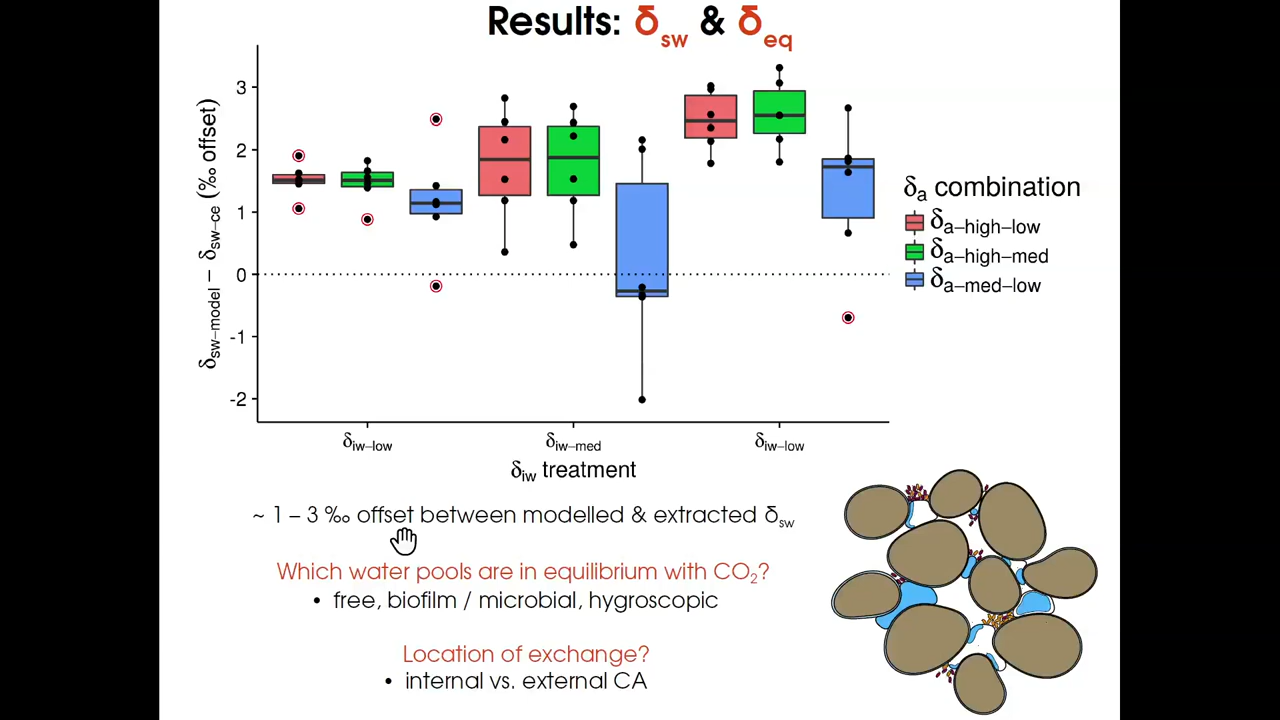 Results: δsw & δeq
δsw−model − δsw−ce (‰ offset)
3
2
1
0
-1
-2
δiw−low
δiw−med
δiw−low
δiw treatment
δa combination
δa−high−low
δa−high−med
δa−med−low
~ 1 – 3 ‰ offset between modelled & extracted δsw
Which water pools are in equilibrium with CO2?
• free, biofilm / microbial, hygroscopic
Location of exchange?
• internal vs. external CA